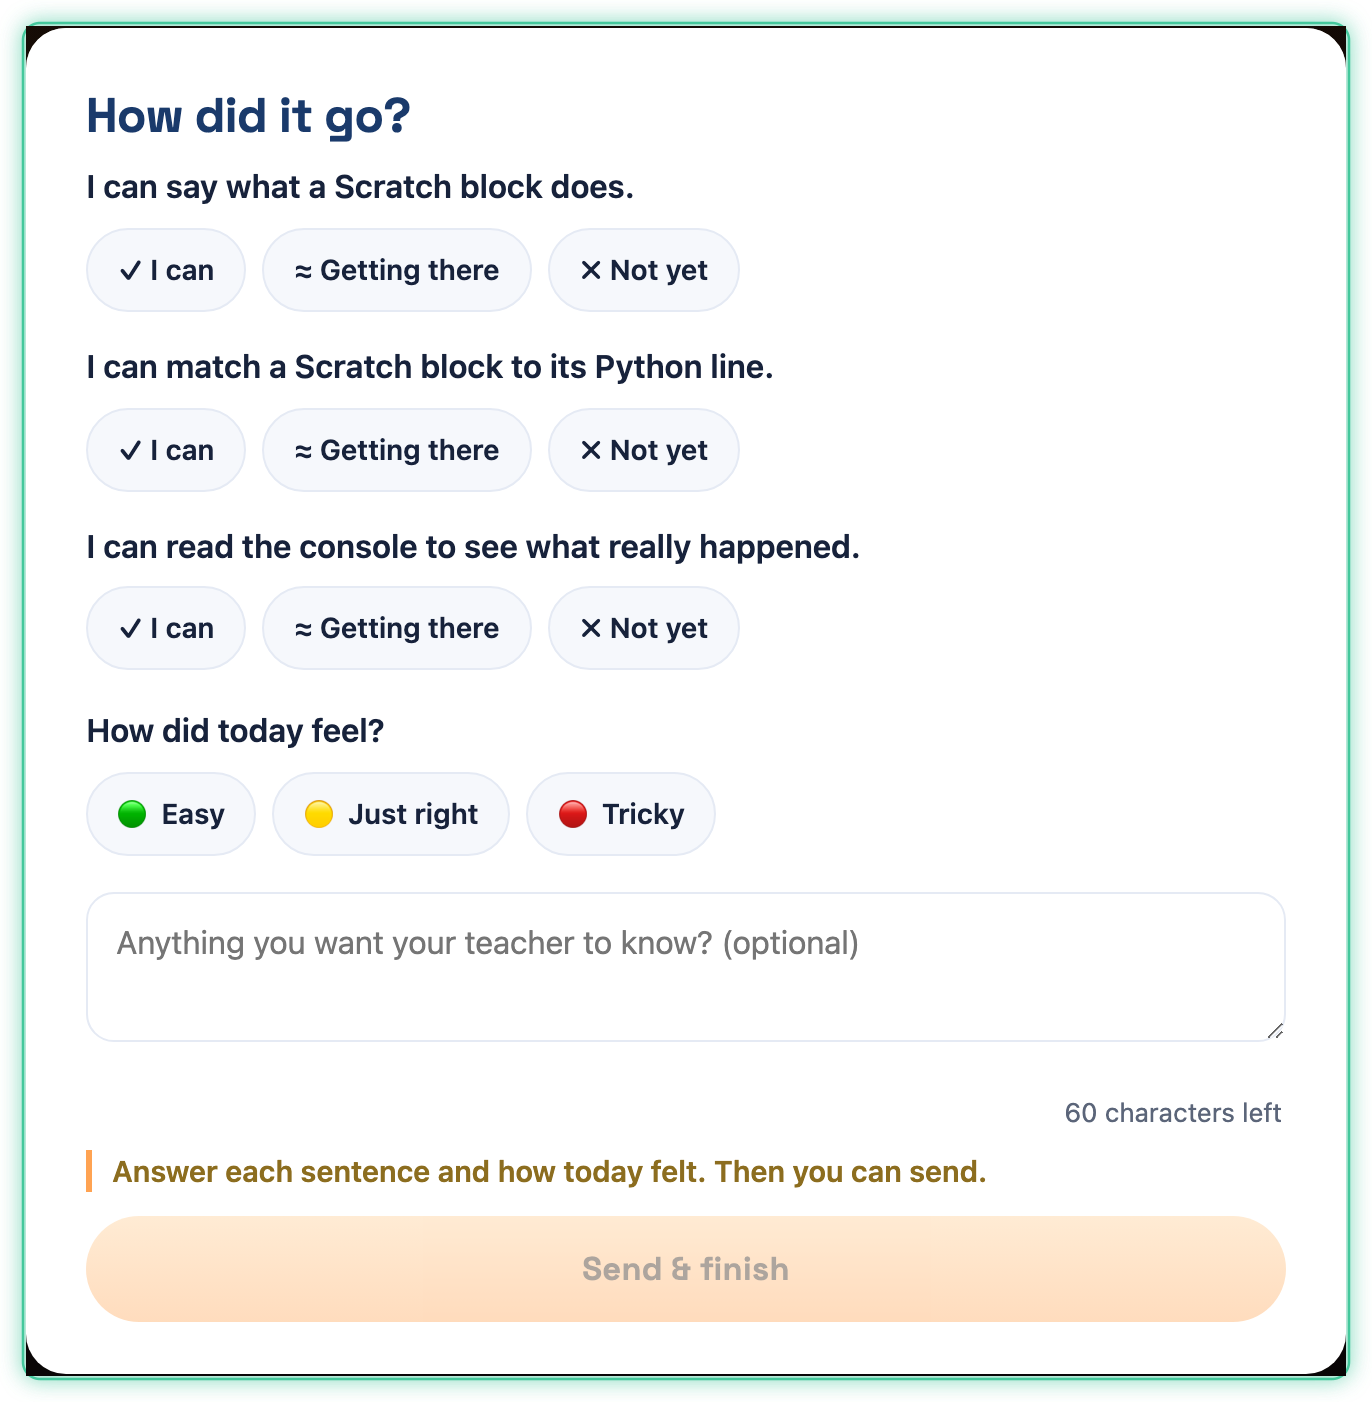 How did it go?
I can say what a Scratch block does.
✓ I can ≈ Getting there ✕ Not yet
I can match a Scratch block to its Python line.
✓ I can ≈ Getting there ✕ Not yet
I can read the console to see what really happened.
✓ I can ≈ Getting there ✕ Not yet
How did today feel?
Easy Just right Tricky
Anything you want your teacher to know? (optional)
60 characters left
Answer each sentence and how today felt. Then you can send.
Send & finish